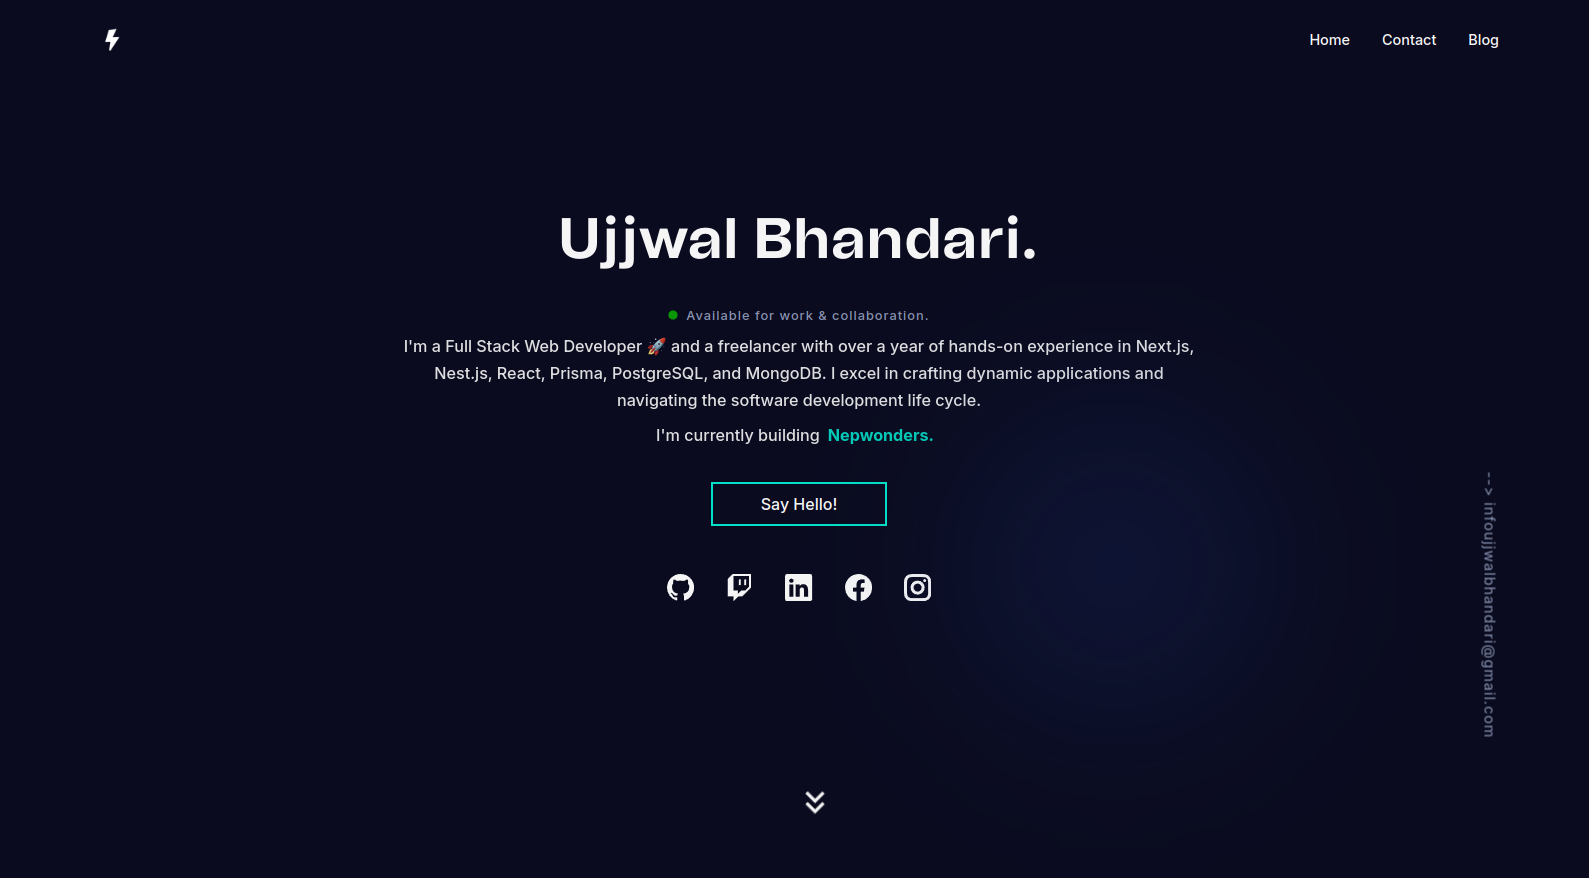 Home Contact Blog
Ujjwal Bhandari.
Available for work & collaboration.
I'm a Full Stack Web Developer 🚀 and a freelancer with over a year of hands-on experience in Next.js,
Nest.js, React, Prisma, PostgreSQL, and MongoDB. I excel in crafting dynamic applications and
navigating the software development life cycle.
I'm currently building Nepwonders.
Say Hello!
--> infoujjwalbhandari@gmail.com